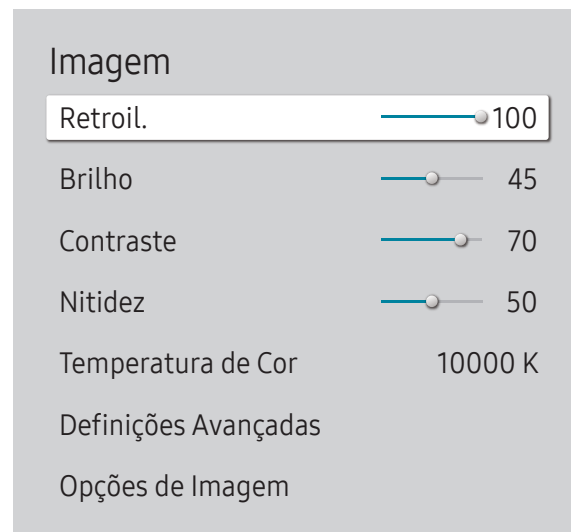 Imagem
Retroil. 100
Brilho 45
Contraste 70
Nitidez 50
Temperatura de Cor 10000 K
Definições Avançadas
Opções de Imagem